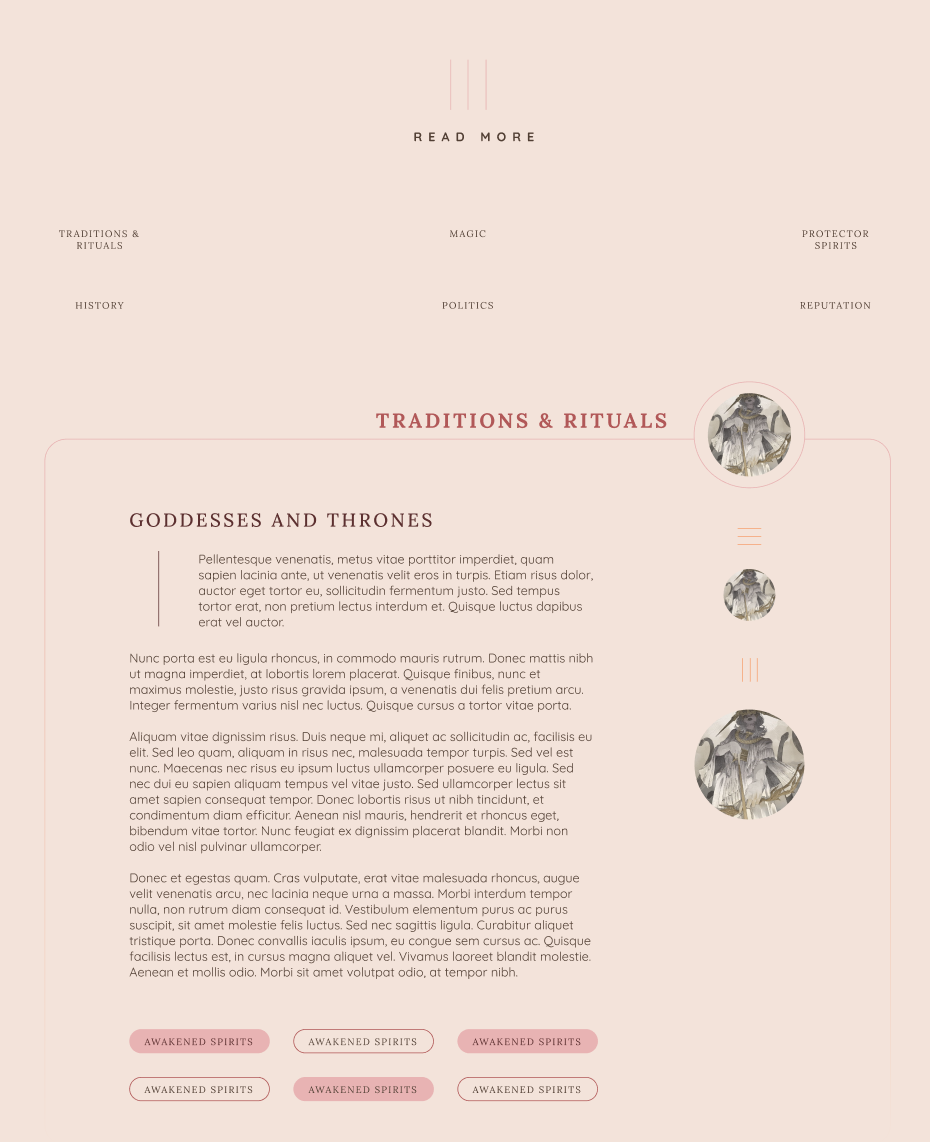 READ MORE
TRADITIONS &
RITUALS
MAGIC
PROTECTOR
SPIRITS
HISTORY
POLITICS
REPUTATION
TRADITIONS & RITUALS
GODDESSES AND THRONES
Pellentesque venenatis, metus vitae porttitor imperdiet, quam
sapien lacinia ante, ut venenatis velit eros in turpis. Etiam risus dolor,
auctor eget tortor eu, sollicitudin fermentum justo. Sed tempus
tortor erat, non pretium lectus interdum et. Quisque luctus dapibus
erat vel auctor.
Nunc porta est eu ligula rhoncus, in commodo mauris rutrum. Donec mattis nibh
ut magna imperdiet, at lobortis lorem placerat. Quisque finibus, nunc et
maximus molestie, justo risus gravida ipsum, a venenatis dui felis pretium arcu.
Integer fermentum varius nisl nec luctus. Quisque cursus a tortor vitae porta.
Aliquam vitae dignissim risus. Duis neque mi, aliquet ac sollicitudin ac, facilisis eu
elit. Sed leo quam, aliquam in risus nec, malesuada tempor turpis. Sed vel est
nunc. Maecenas nec risus eu ipsum luctus ullamcorper posuere eu ligula. Sed
nec dui eu sapien aliquam tempus vel vitae justo. Sed ullamcorper lectus sit
amet sapien consequat tempor. Donec lobortis risus ut nibh tincidunt, et
condimentum diam efficitur. Aenean nisl mauris, hendrerit et rhoncus eget,
bibendum vitae tortor. Nunc feugiat ex dignissim placerat blandit. Morbi non
odio vel nisl pulvinar ullamcorper.
Donec et egestas quam. Cras vulputate, erat vitae malesuada rhoncus, augue
velit venenatis arcu, nec lacinia neque urna a massa. Morbi interdum tempor
nulla, non rutrum diam consequat id. Vestibulum elementum purus ac purus
suscipit, sit amet molestie felis luctus. Sed nec sagittis ligula. Curabitur aliquet
tristique porta. Donec convallis iaculis ipsum, eu congue sem cursus ac. Quisque
facilisis lectus est, in cursus magna aliquet vel. Vivamus laoreet blandit molestie.
Aenean et mollis odio. Morbi sit amet volutpat odio, at tempor nibh.
AWAKENED SPIRITS
AWAKENED SPIRITS
AWAKENED SPIRITS
AWAKENED SPIRITS
AWAKENED SPIRITS
AWAKENED SPIRITS